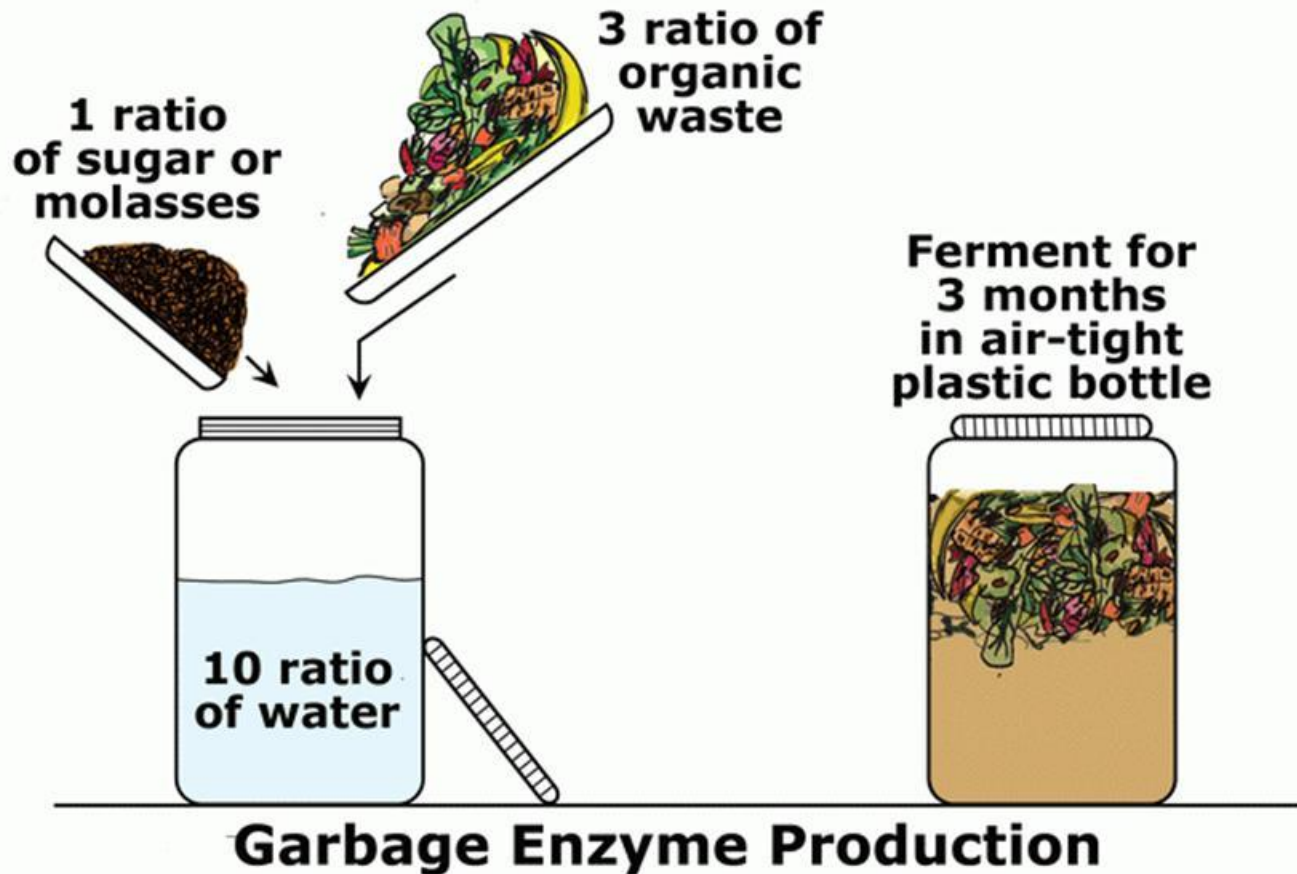 1 ratio
of sugar or
molasses
3 ratio of
organic
waste
10 ratio
of water
Ferment for
3 months
in air-tight
plastic bottle
Garbage Enzyme Production